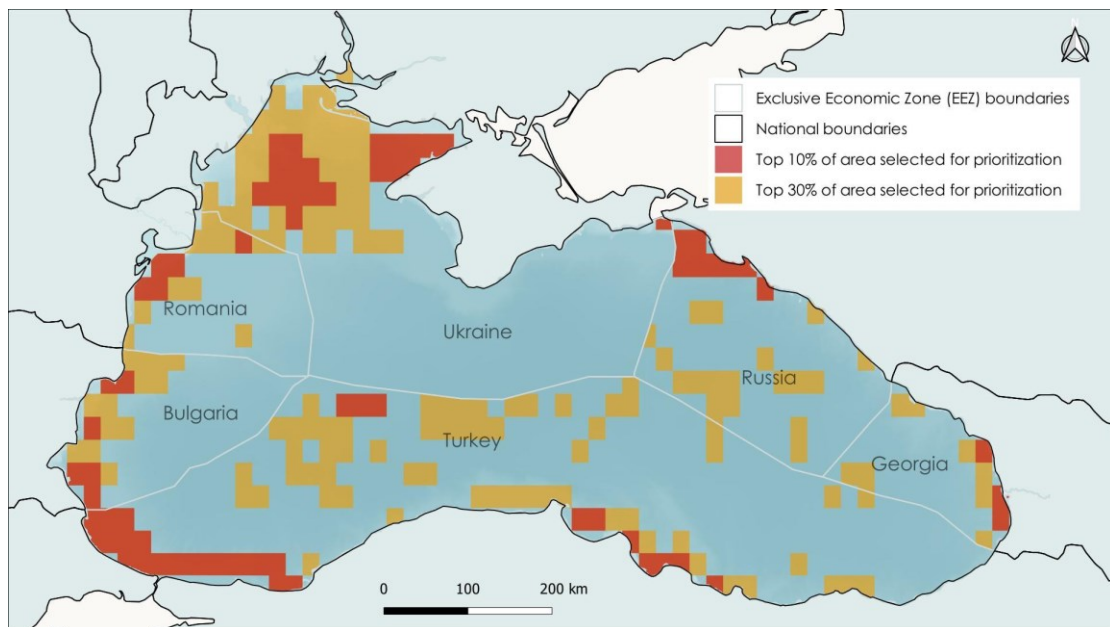 Exclusive Economic Zone (EEZ) boundaries
National boundaries
Top 10% of area selected for prioritization
Top 30% of area selected for prioritization
Romania
Ukraine
Bulgaria
Turkey
Russia
Georgia
0 100 200 km